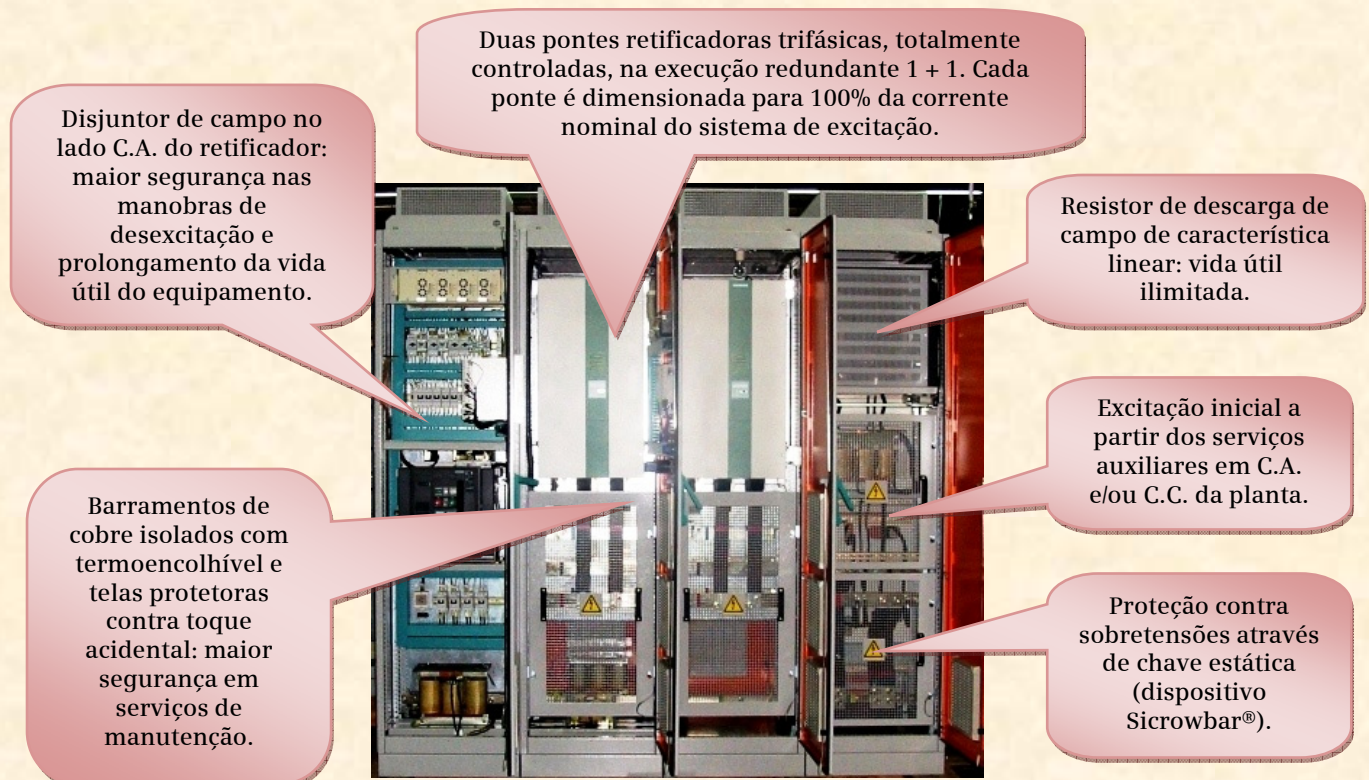 Duas pontes retificadoras trifásicas, totalmente
controladas, na execução redundante 1 + 1. Cada
ponte é dimensionada para 100% da corrente
nominal do sistema de excitação.
Disjuntor de campo no
lado C.A. do retificador:
maior segurança nas
manobras de
desexcitação e
prolongamento da vida
útil do equipamento.
Resistor de descarga de
campo de característica
linear: vida útil
ilimitada.
Excitação inicial a
partir dos serviços
auxiliares em C.A.
e/ou C.C. da planta.
Barramentos de
cobre isolados com
termoencolhível e
telas protetoras
contra toque
acidental: maior
segurança em
serviços de
manutenção.
Proteção contra
sobretensões através
de chave estática
(dispositivo
Sicrowbar®).